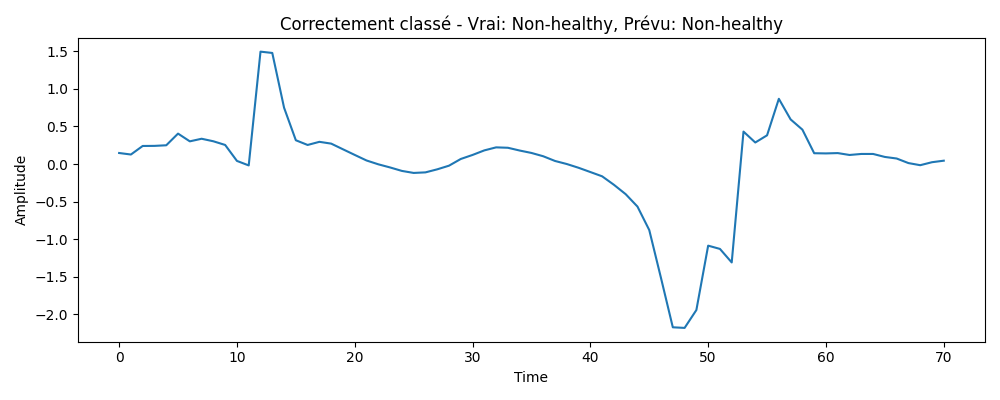 Correctement classé - Vrai: Non-healthy, Prévu: Non-healthy
1.5
1.0
0.5
0.0
−0.5
−1.0
−1.5
−2.0
Amplitude
0 10 20 30 40 50 60 70
Time